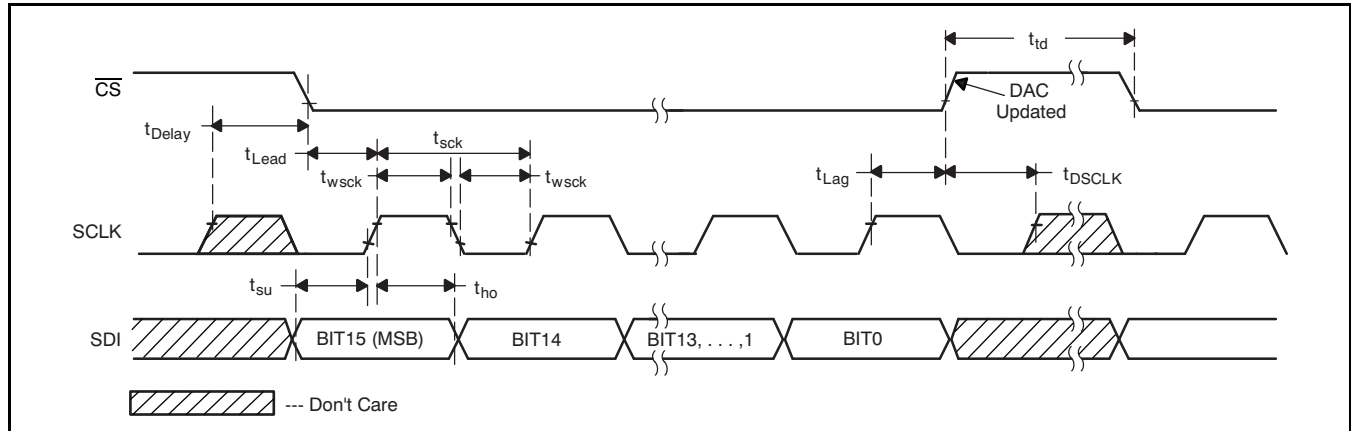 t_td
CS
DAC
Updated
t_Delay
t_Lead
t_sck
t_wsck
t_wsck
t_Lag
t_DSCLK
SCLK
t_su
t_ho
SDI
BIT15 (MSB)
BIT14
BIT13, . . . ,1
BIT0
--- Don't Care